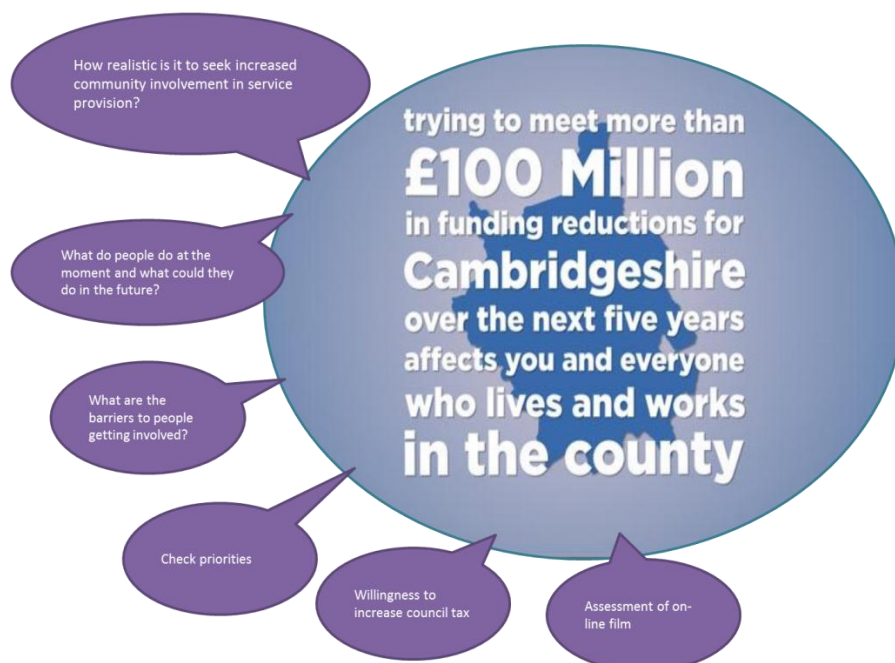 How realistic is it to seek increased
community involvement in service
provision?
What do people do at the
moment and what could they
do in the future?
What are the
barriers to people
getting involved?
Check priorities
Willingness to
increase council tax
Assessment of on-
line film
trying to meet more than
£100 Million
in funding reductions for
Cambridgeshire
over the next five years
affects you and everyone
who lives and works
in the county